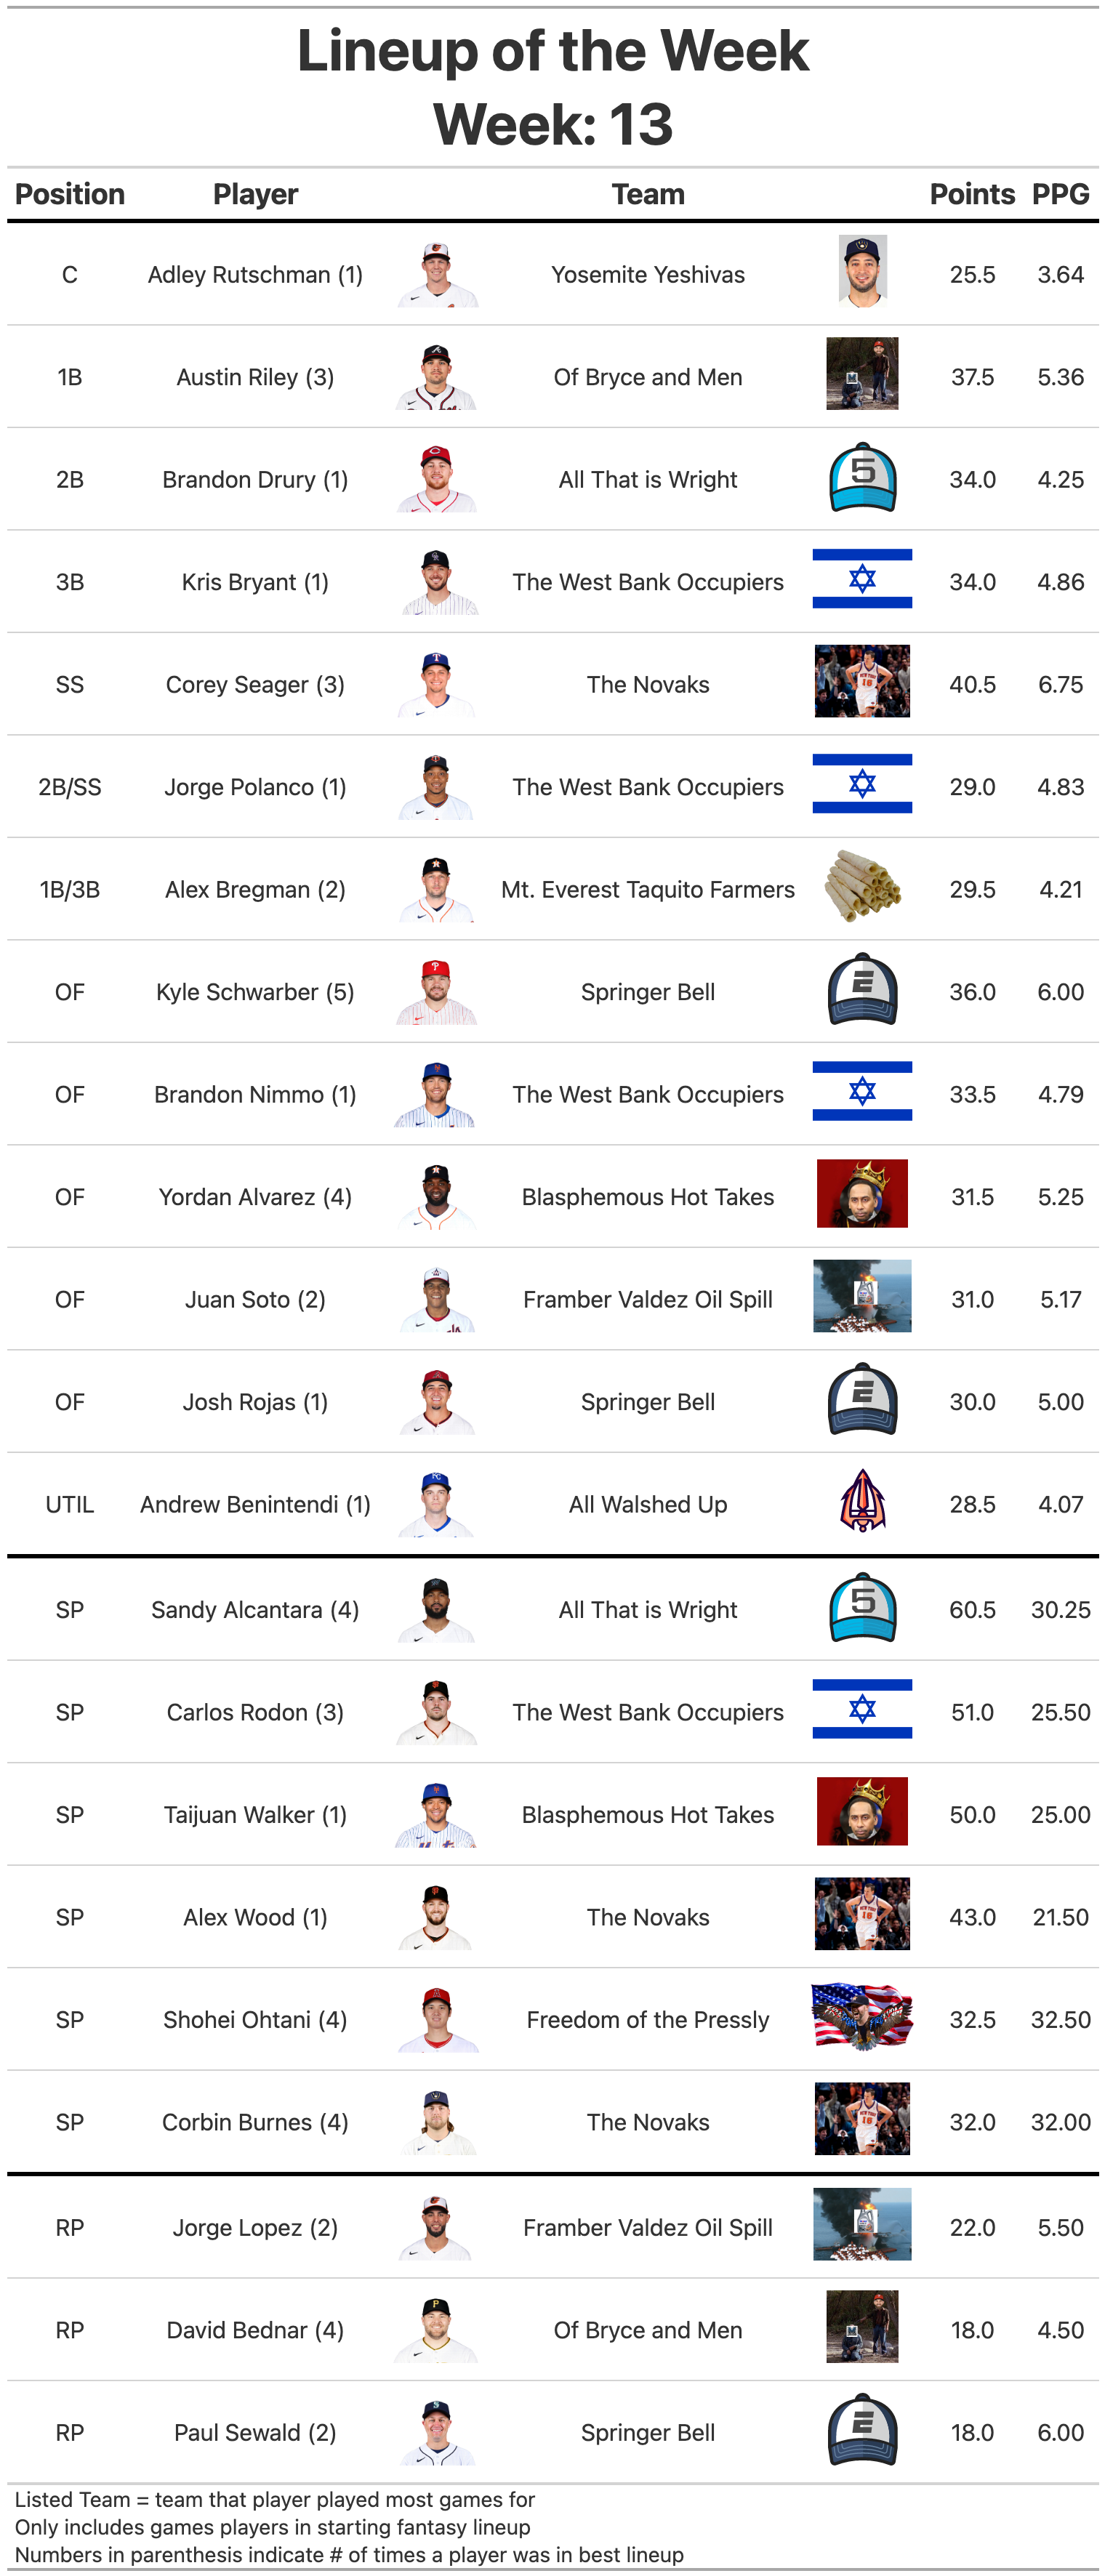 Lineup of the Week
Week: 13
Position Player Team Points PPG
C Adley Rutschman (1) Yosemite Yeshivas 25.5 3.64
1B Austin Riley (3) Of Bryce and Men 37.5 5.36
2B Brandon Drury (1) All That is Wright 5 34.0 4.25
3B Kris Bryant (1) The West Bank Occupiers 34.0 4.86
SS Corey Seager (3) The Novaks 40.5 6.75
2B/SS Jorge Polanco (1) The West Bank Occupiers 29.0 4.83
1B/3B Alex Bregman (2) Mt. Everest Taquito Farmers 29.5 4.21
OF Kyle Schwarber (5) Springer Bell E 36.0 6.00
OF Brandon Nimmo (1) The West Bank Occupiers 33.5 4.79
OF Yordan Alvarez (4) Blasphemous Hot Takes 31.5 5.25
OF Juan Soto (2) Framber Valdez Oil Spill 31.0 5.17
OF Josh Rojas (1) Springer Bell E 30.0 5.00
UTIL Andrew Benintendi (1) All Walshed Up 28.5 4.07
SP Sandy Alcantara (4) All That is Wright 5 60.5 30.25
SP Carlos Rodon (3) The West Bank Occupiers 51.0 25.50
SP Taijuan Walker (1) Blasphemous Hot Takes 50.0 25.00
SP Alex Wood (1) The Novaks 43.0 21.50
SP Shohei Ohtani (4) Freedom of the Pressly 32.5 32.50
SP Corbin Burnes (4) The Novaks 32.0 32.00
RP Jorge Lopez (2) Framber Valdez Oil Spill 22.0 5.50
RP David Bednar (4) Of Bryce and Men 18.0 4.50
RP Paul Sewald (2) Springer Bell E 18.0 6.00
Listed Team = team that player played most games for
Only includes games players in starting fantasy lineup
Numbers in parenthesis indicate # of times a player was in best lineup